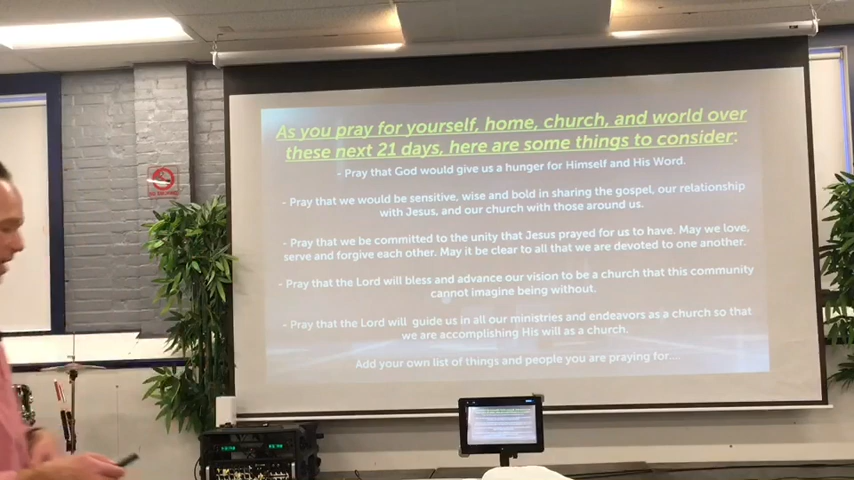 As you pray for yourself, home, church, and world over
these next 21 days, here are some things to consider:
- Pray that God would give us a hunger for Himself and His Word.
- Pray that we would be sensitive, wise and bold in sharing the gospel, our relationship
with Jesus, and our church with those around us.
- Pray that we be committed to the unity that Jesus prayed for us to have. May we love,
serve and forgive each other. May it be clear to all that we are devoted to one another.
- Pray that the Lord will bless and advance our vision to be a church that this community
cannot imagine being without.
- Pray that the Lord will guide us in all our ministries and endeavors as a church so that
we are accomplishing His will as a church.
Add your own list of things and people you are praying for....